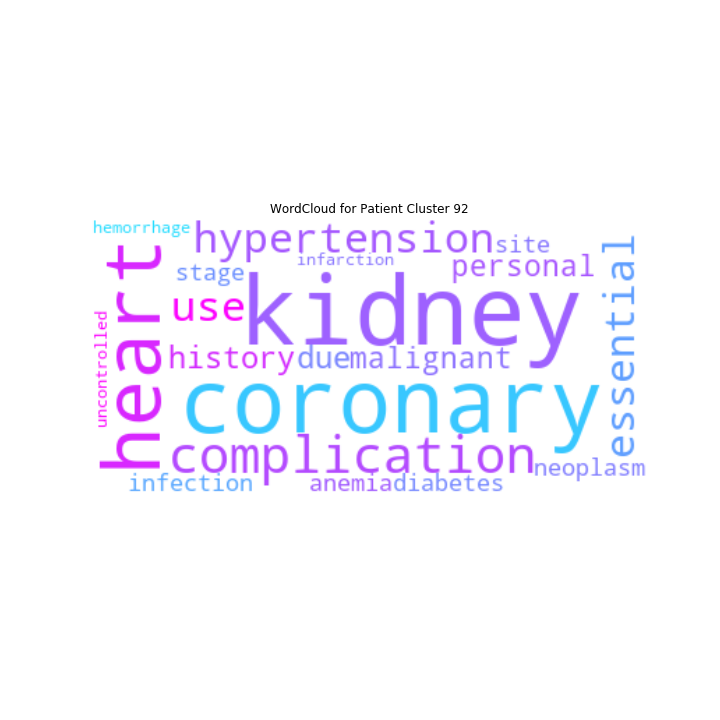 WordCloud for Patient Cluster 92
hemorrhage
hypertension
site
infarction
personal
stage
heart
essential
use
kidney
uncontrolled
history
due
malignant
coronary
complication
neoplasm
infection
anemia
diabetes